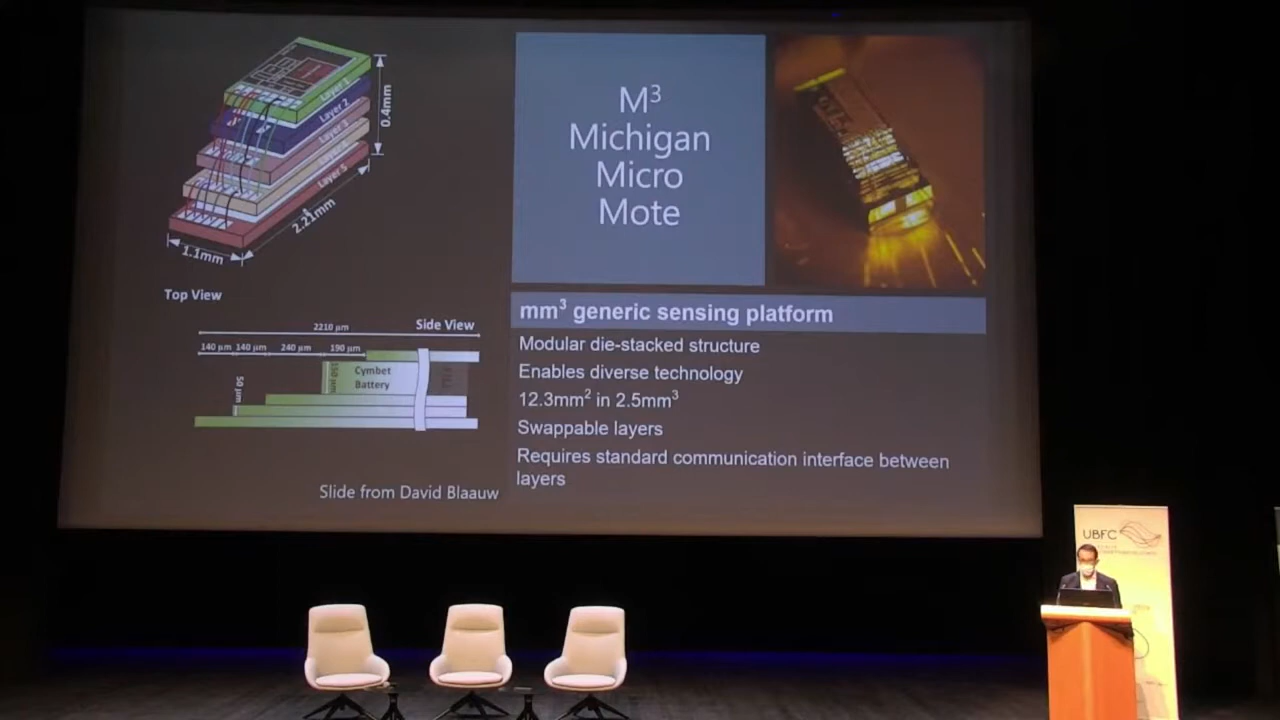 Layer 1
Layer 2
Layer 3
Layer 5
0.4mm
2.21mm
1.1mm
Top View
2210 µm
Side View
140 µm
140 µm
240 µm
190 µm
50 µm
Cymbet
Battery
Slide from David Blaauw
M³
Michigan
Micro
Mote
mm³ generic sensing platform
Modular die-stacked structure
Enables diverse technology
12.3mm² in 2.5mm³
Swappable layers
Requires standard communication interface between
layers
UBFC